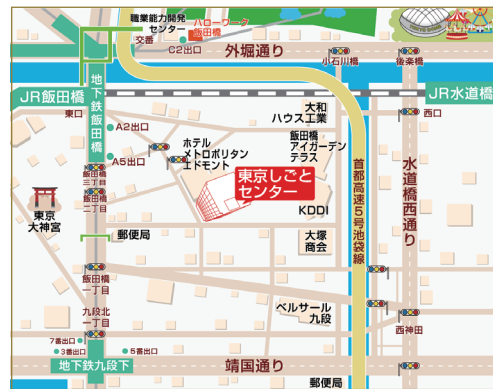 職業能力開発
センター
ハローワーク
飯田橋
交番
C2出口
外堀通り
小石川橋
後楽橋
地下鉄飯田橋
JR飯田橋
JR水道橋
東口
西口
A2出口
大和
ハウス工業
ホテル
メトロポリタン
エドモント
飯田橋
アイガーデン
テラス
A5出口
飯田橋
三丁目
東京しごと
センター
首都高速5号池袋線
水道橋西通り
飯田橋
二丁目
KDDI
東京
大神宮
郵便局
大塚
商会
飯田橋
一丁目
ベルサール
九段
九段北
一丁目
西神田
7番出口
3番出口
5番出口
地下鉄九段下
靖国通り
郵便局